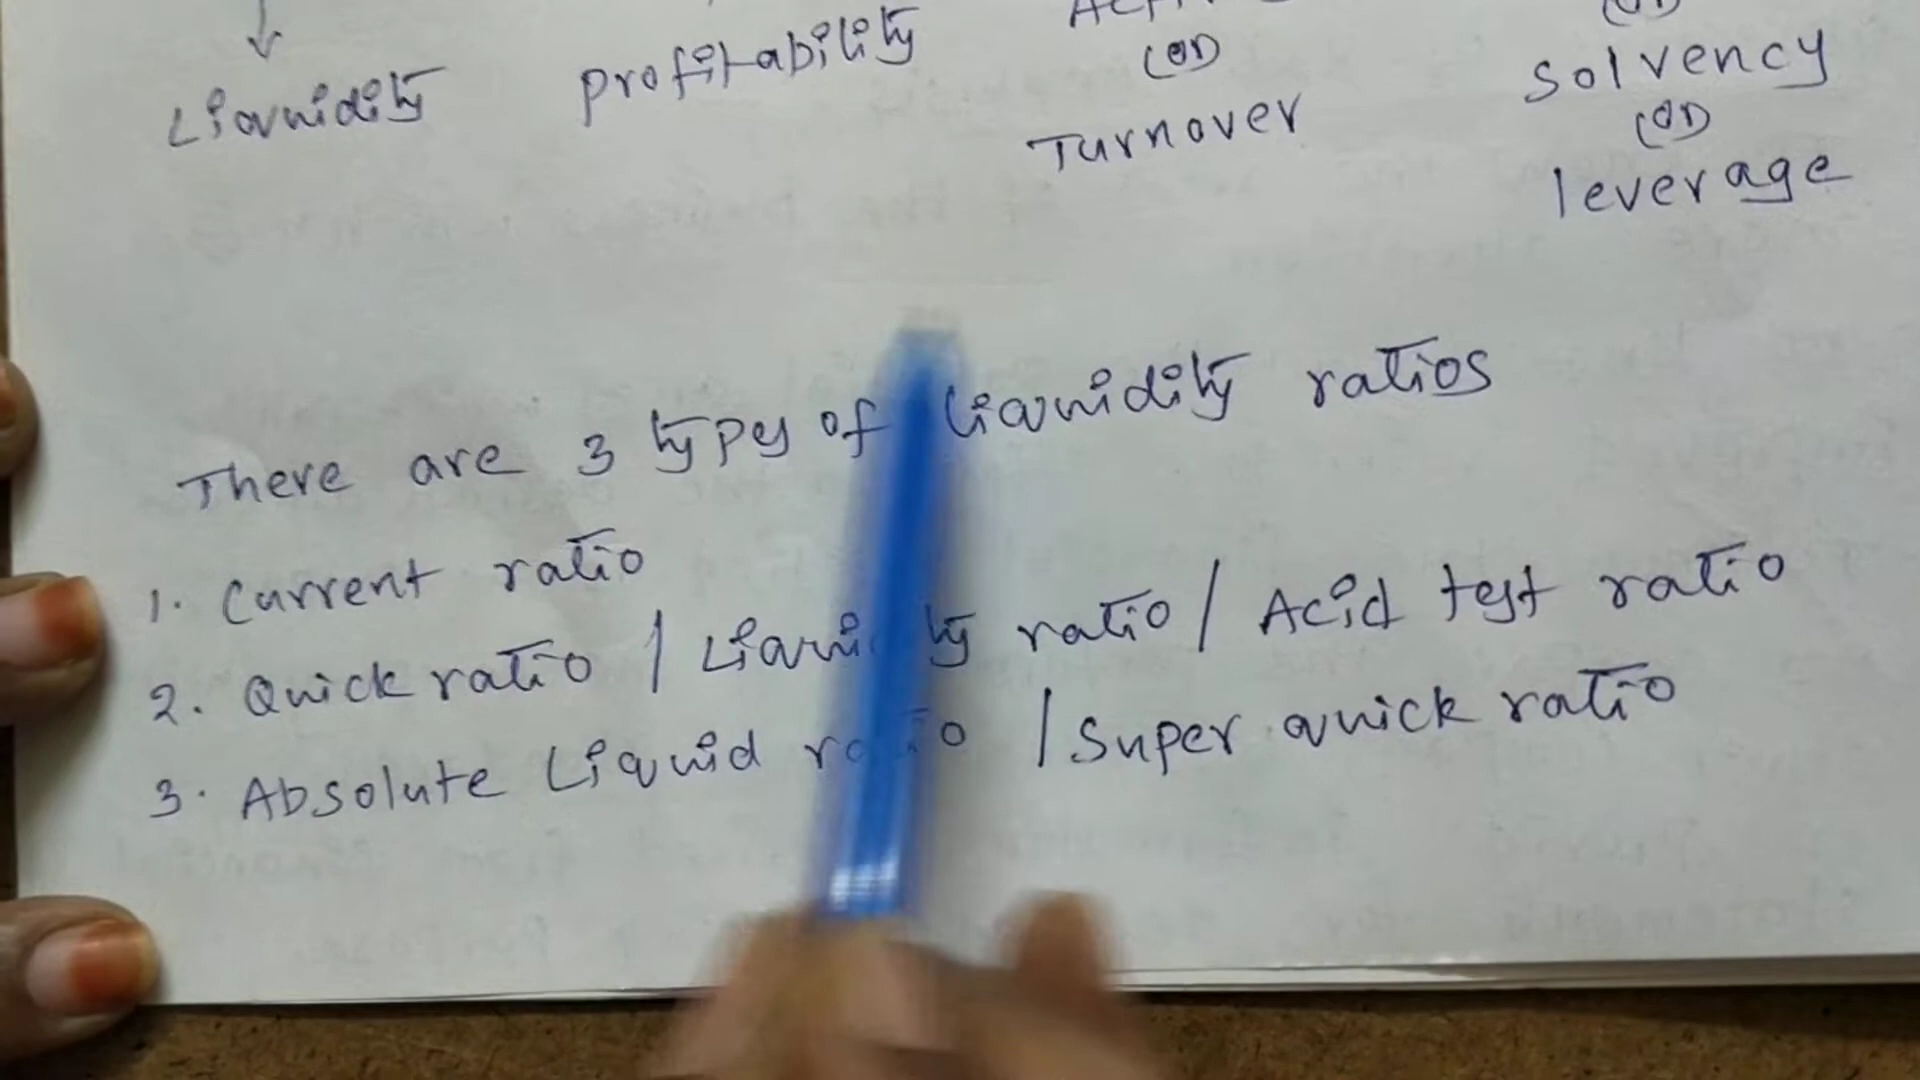 Liquidity profitability (OR) Solvency
Turnover (OR)
leverage
There are 3 types of liquidity ratios
1. Current ratio
2. Quick ratio / Liquidity ratio / Acid test ratio
3. Absolute Liquid ratio / Super quick ratio